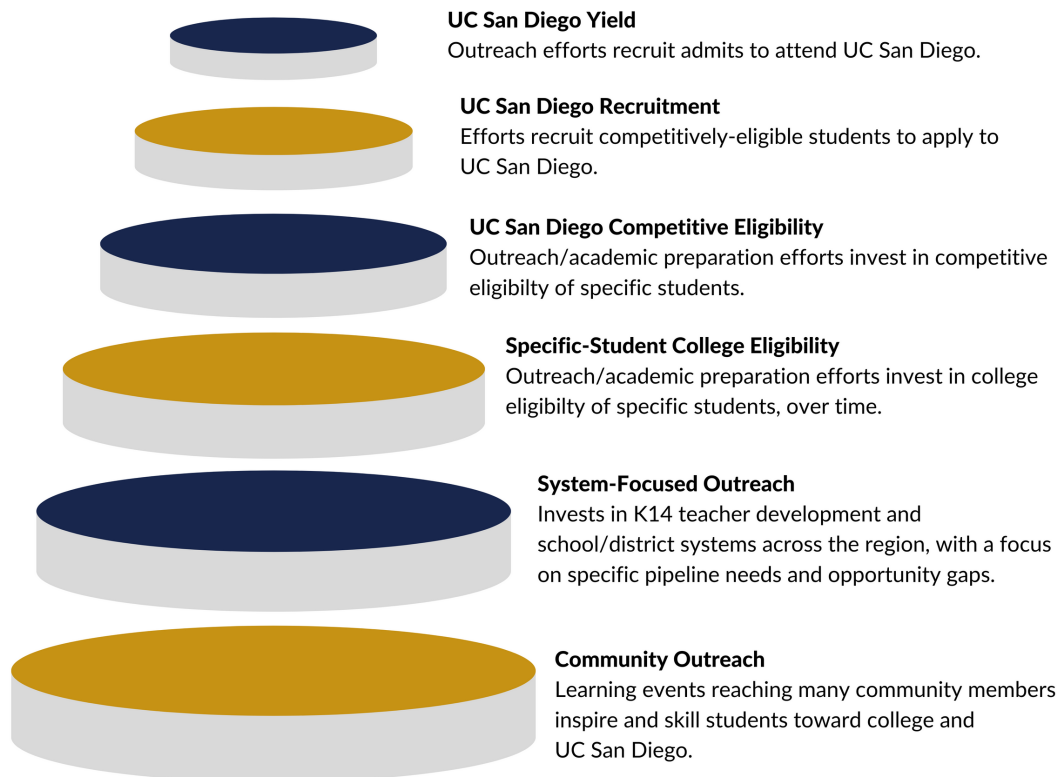 UC San Diego Yield
Outreach efforts recruit admits to attend UC San Diego.
UC San Diego Recruitment
Efforts recruit competitively-eligible students to apply to
UC San Diego.
UC San Diego Competitive Eligibility
Outreach/academic preparation efforts invest in competitive
eligibilty of specific students.
Specific-Student College Eligibility
Outreach/academic preparation efforts invest in college
eligibilty of specific students, over time.
System-Focused Outreach
Invests in K14 teacher development and
school/district systems across the region, with a focus
on specific pipeline needs and opportunity gaps.
Community Outreach
Learning events reaching many community members
inspire and skill students toward college and
UC San Diego.